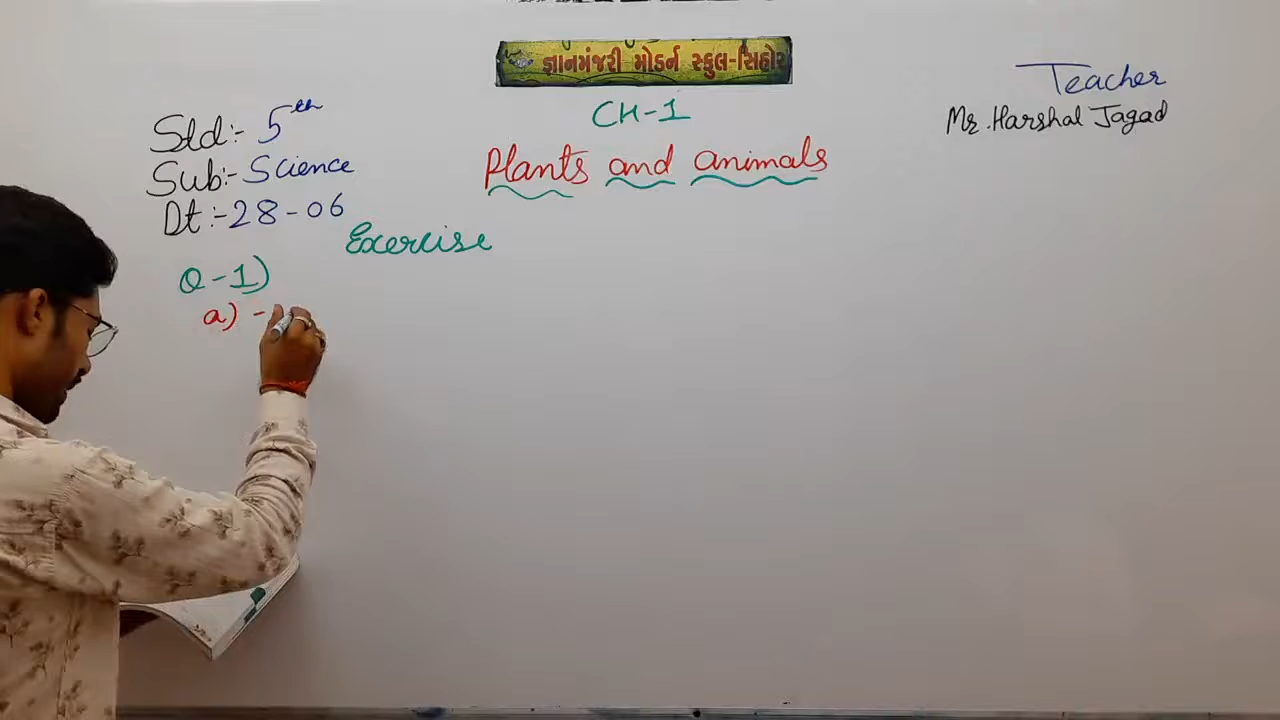 જ્ઞાનમંજરી મોડર્ન સ્કુલ-સિહોર
CH-1
Plants and animals
Teacher
Mr. Harshal Jagad
Std:- 5th
Sub:- Science
Dt:- 28-06
Exercise
Q-1)
a) -